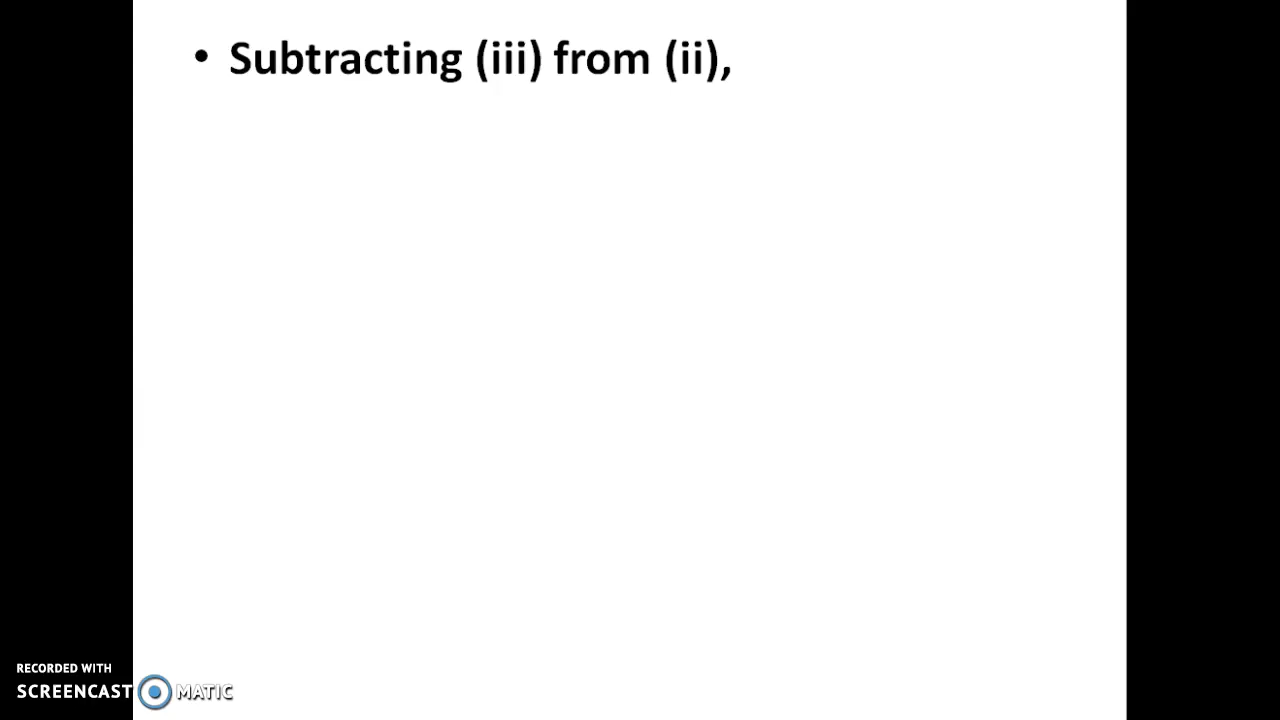 • Subtracting (iii) from (ii),
RECORDED WITH
SCREENCAST MATIC